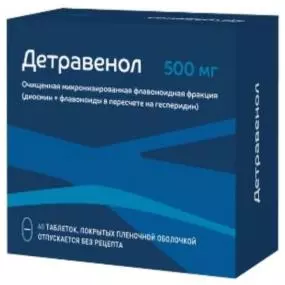 Детравенол 500 мг
Очищенная микронизированная флавоноидная фракция
(диосмин + флавоноиды в пересчете на гесперидин)
60 ТАБЛЕТОК, ПОКРЫТЫХ ПЛЕНОЧНОЙ ОБОЛОЧКОЙ
ОТПУСКАЕТСЯ БЕЗ РЕЦЕПТА
Детравенол